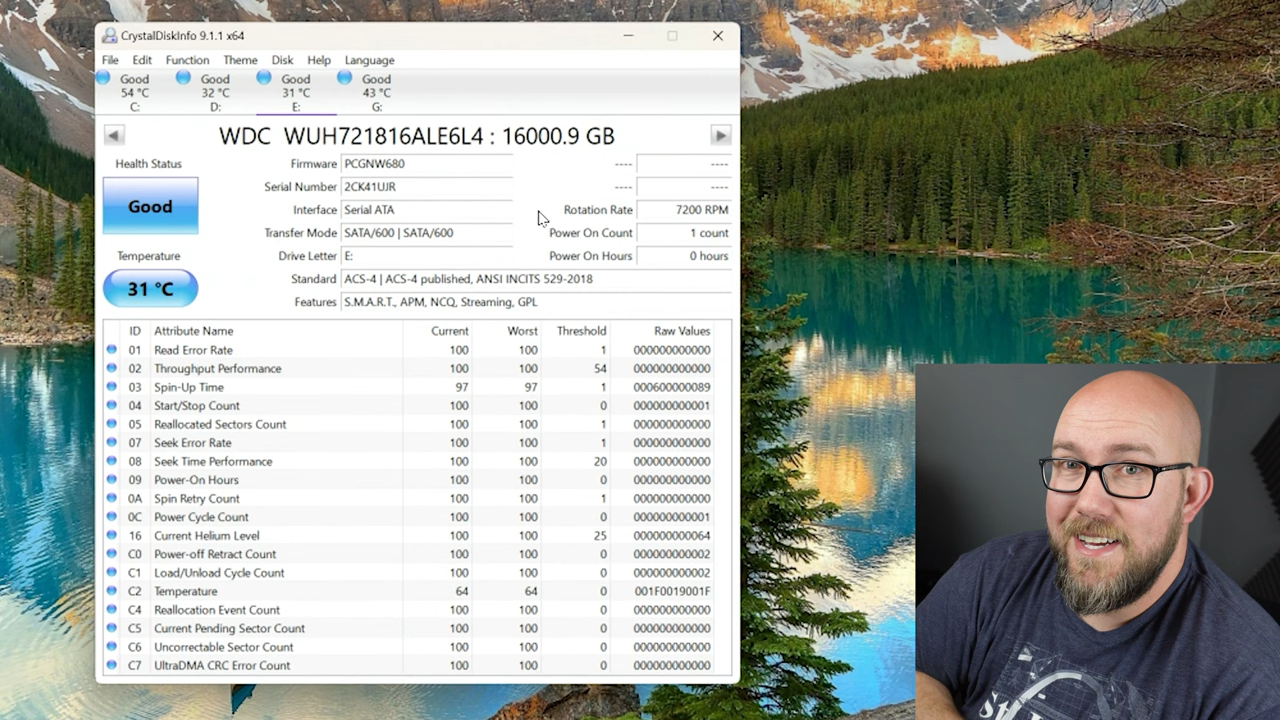 CrystalDiskInfo 9.1.1 x64
File Edit Function Theme Disk Help Language
Good Good Good Good
54 °C 32 °C 31 °C 43 °C
C: D: E: G:
WDC WUH721816ALE6L4 : 16000.9 GB
Health Status
Good
Temperature
31 °C
Firmware PCGNW680 ---- ----
Serial Number 2CK41UJR ---- ----
Interface Serial ATA Rotation Rate 7200 RPM
Transfer Mode SATA/600 | SATA/600 Power On Count 1 count
Drive Letter E: Power On Hours 0 hours
Standard ACS-4 | ACS-4 published, ANSI INCITS 529-2018
Features S.M.A.R.T., APM, NCQ, Streaming, GPL
ID Attribute Name Current Worst Threshold Raw Values
01 Read Error Rate 100 100 1 000000000000
02 Throughput Performance 100 100 54 000000000000
03 Spin-Up Time 97 97 1 000600000089
04 Start/Stop Count 100 100 0 000000000001
05 Reallocated Sectors Count 100 100 1 000000000000
07 Seek Error Rate 100 100 1 000000000000
08 Seek Time Performance 100 100 20 000000000000
09 Power-On Hours 100 100 0 000000000000
0A Spin Retry Count 100 100 1 000000000000
0C Power Cycle Count 100 100 0 000000000001
16 Current Helium Level 100 100 25 000000000064
C0 Power-off Retract Count 100 100 0 000000000002
C1 Load/Unload Cycle Count 100 100 0 000000000002
C2 Temperature 64 64 0 001F0019001F
C4 Reallocation Event Count 100 100 0 000000000000
C5 Current Pending Sector Count 100 100 0 000000000000
C6 Uncorrectable Sector Count 100 100 0 000000000000
C7 UltraDMA CRC Error Count 100 100 0 000000000000